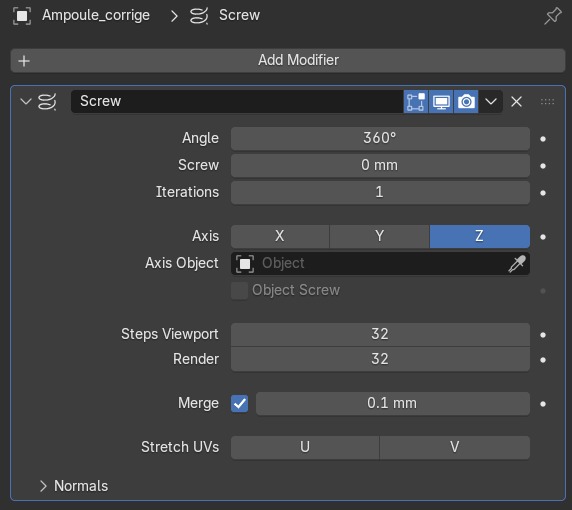 Ampoule_corrige > Screw
Add Modifier
Screw
Angle 360°
Screw 0 mm
Iterations 1
Axis X Y Z
Axis Object Object
Object Screw
Steps Viewport 32
Render 32
Merge 0.1 mm
Stretch UVs U V
Normals